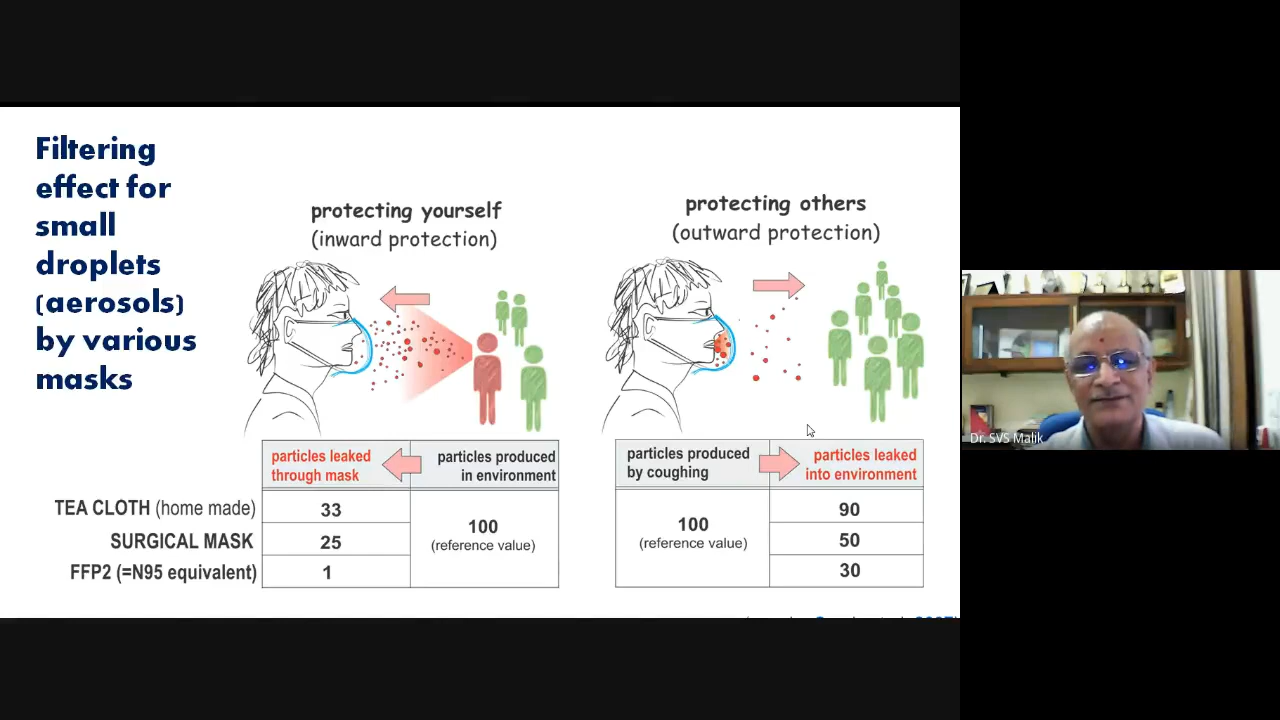 Filtering
effect for
small
droplets
(aerosols)
by various
masks
protecting yourself
(inward protection)
protecting others
(outward protection)
particles leaked
through mask
particles produced
in environment
particles produced
by coughing
particles leaked
into environment
TEA CLOTH (home made)
33
100
(reference value)
100
(reference value)
90
SURGICAL MASK
25
50
FFP2 (=N95 equivalent)
1
30
Dr. SVS Malik